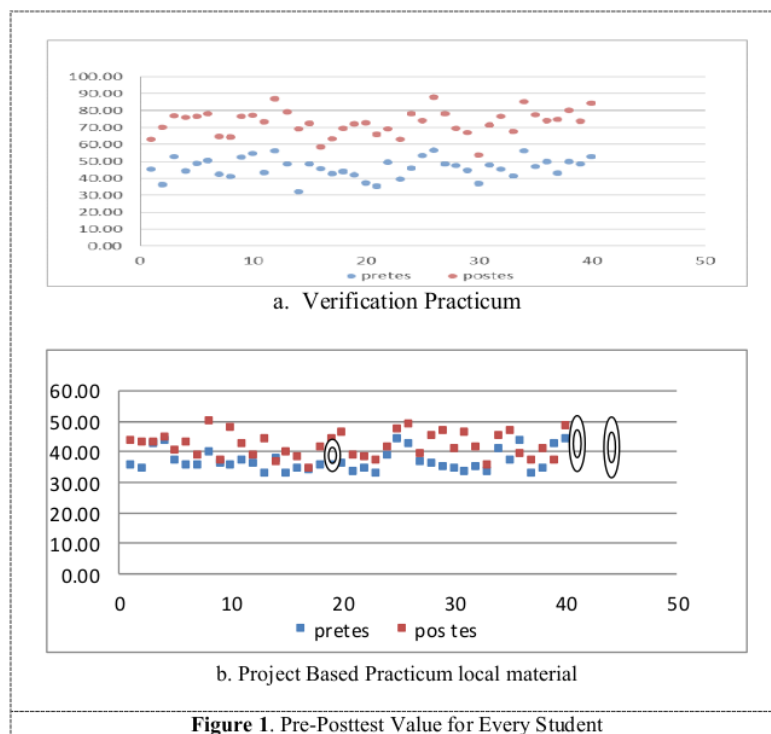 100.00
90.00
80.00
70.00
60.00
50.00
40.00
30.00
20.00
10.00
0.00
0 10 20 30 40 50
pretes postes
a. Verification Practicum
60.00
50.00
40.00
30.00
20.00
10.00
0.00
0 10 20 30 40 50
pretes pos tes
b. Project Based Practicum local material
Figure 1. Pre-Posttest Value for Every Student